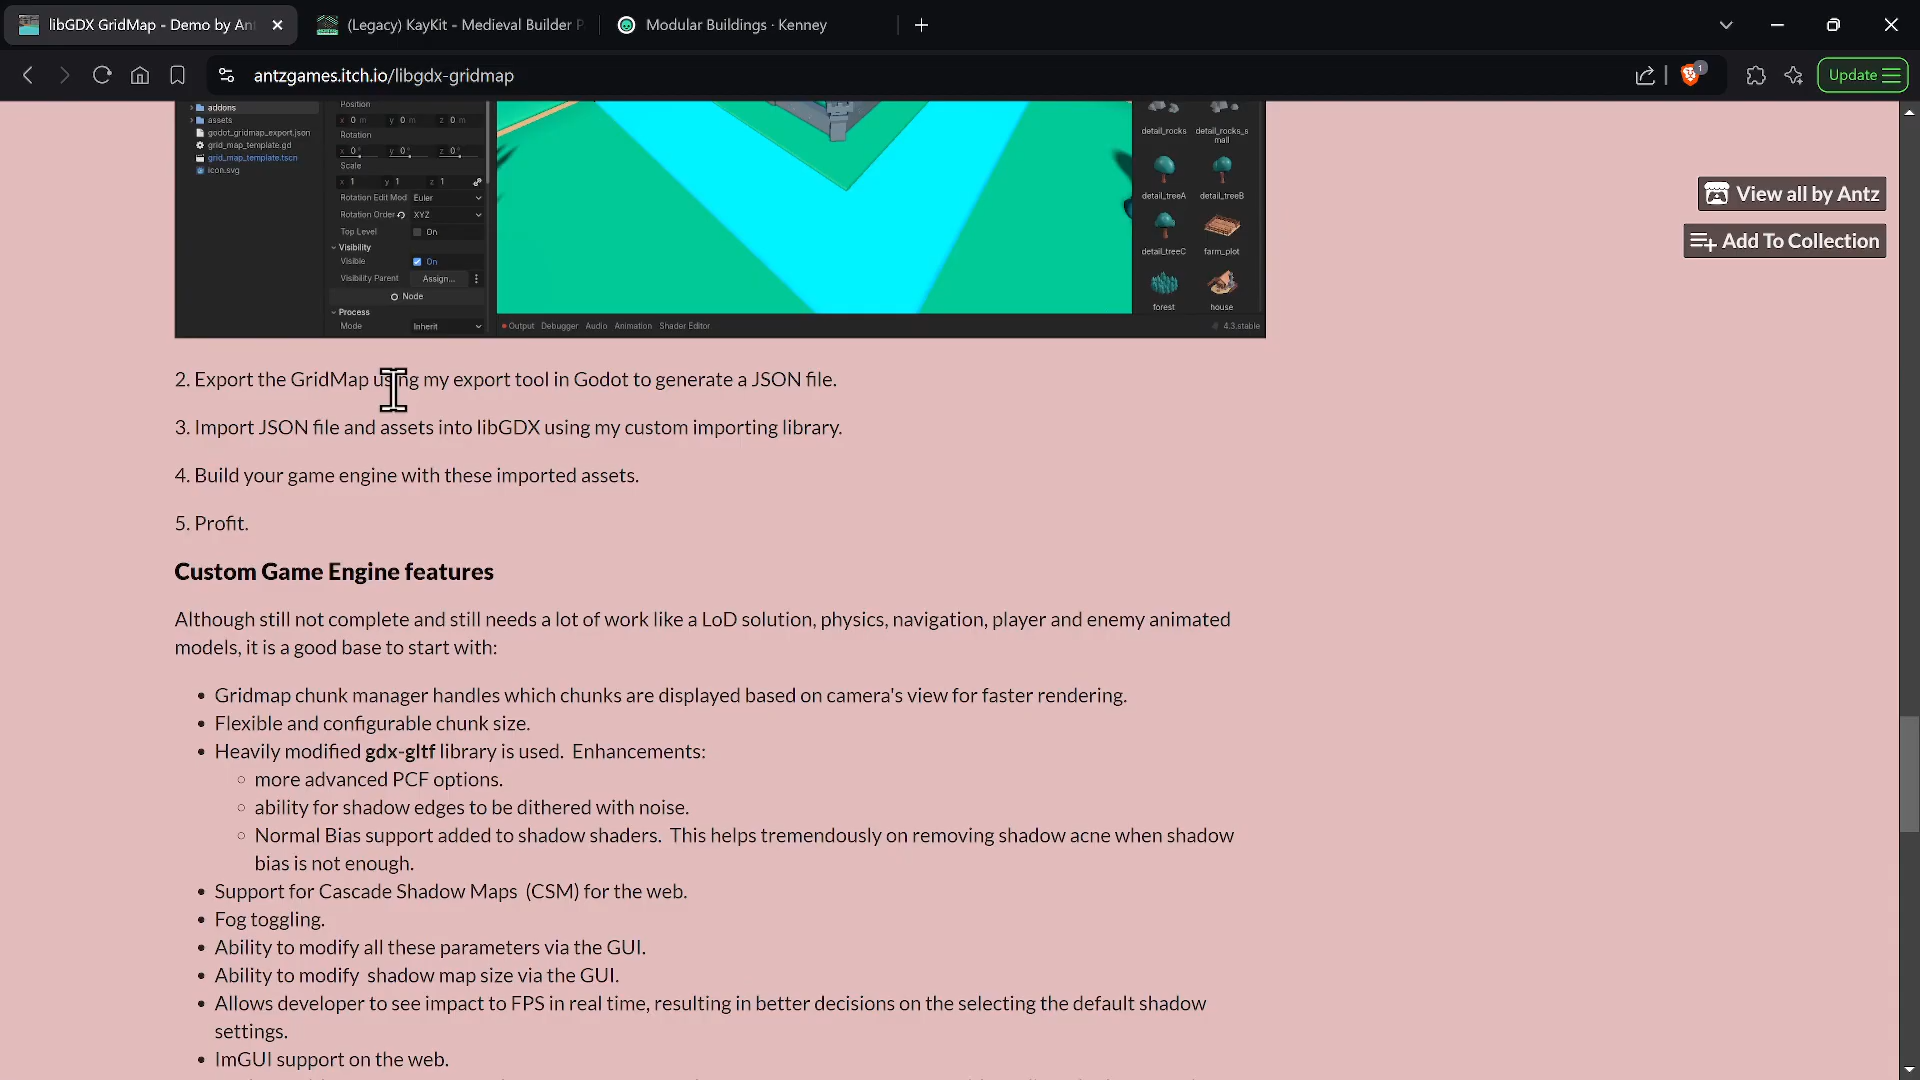 libGDX GridMap - Demo by Ant
(Legacy) KayKit - Medieval Builder P
Modular Buildings · Kenney
antzgames.itch.io/libgdx-gridmap
1
Update
addons
assets
godot_gridmap_export.json
grid_map_template.gd
grid_map_template.tscn
icon.svg
Position
x 0 m y 0 m z 0 m
Rotation
x 0° y 0° z 0°
Scale
x 1 y 1 z 1
Rotation Edit Mod Euler
Rotation Order XYZ
Top Level On
Visibility
Visible On
Visibility Parent Assign...
Node
Process
Mode Inherit
Output Debugger Audio Animation Shader Editor
4.3.stable
detail_rocks detail_rocks_s
mall
detail_treeA detail_treeB
detail_treeC farm_plot
forest house
View all by Antz
Add To Collection
2. Export the GridMap using my export tool in Godot to generate a JSON file.
3. Import JSON file and assets into libGDX using my custom importing library.
4. Build your game engine with these imported assets.
5. Profit.
Custom Game Engine features
Although still not complete and still needs a lot of work like a LoD solution, physics, navigation, player and enemy animated
models, it is a good base to start with:
• Gridmap chunk manager handles which chunks are displayed based on camera's view for faster rendering.
• Flexible and configurable chunk size.
• Heavily modified gdx-gltf library is used. Enhancements:
◦ more advanced PCF options.
◦ ability for shadow edges to be dithered with noise.
◦ Normal Bias support added to shadow shaders. This helps tremendously on removing shadow acne when shadow
bias is not enough.
• Support for Cascade Shadow Maps (CSM) for the web.
• Fog toggling.
• Ability to modify all these parameters via the GUI.
• Ability to modify shadow map size via the GUI.
• Allows developer to see impact to FPS in real time, resulting in better decisions on the selecting the default shadow
settings.
• ImGUI support on the web.